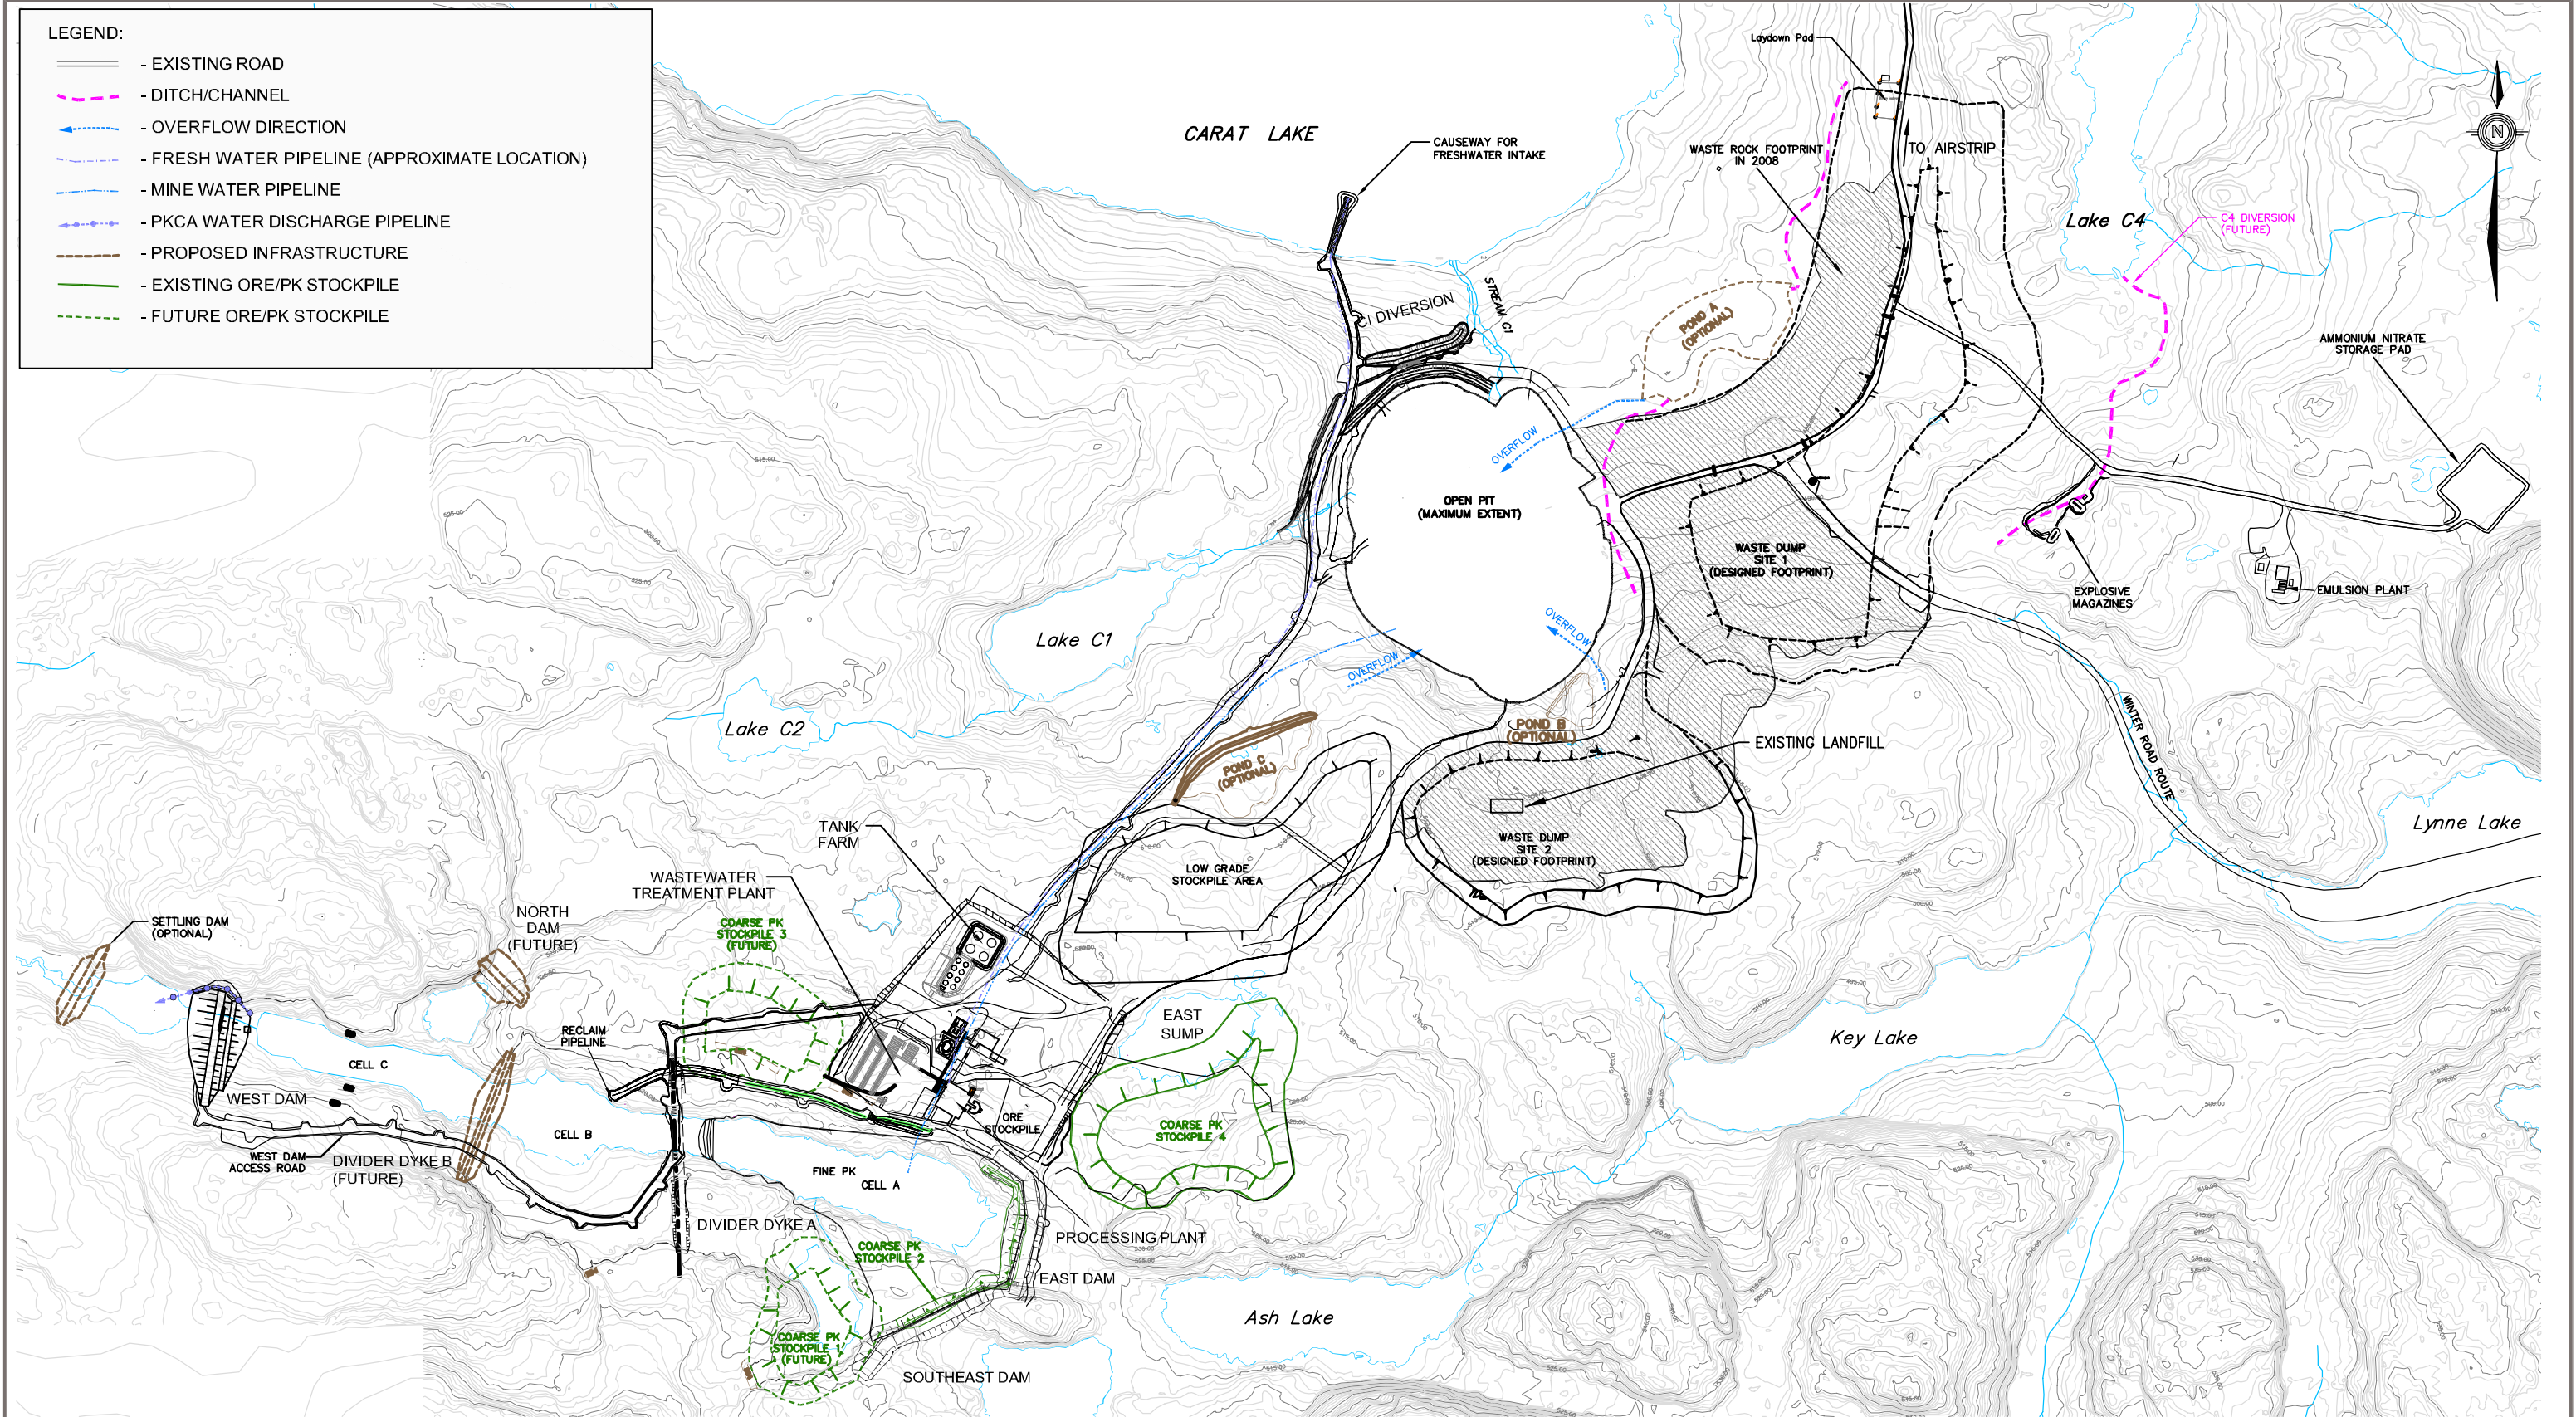 LEGEND:
- EXISTING ROAD
- DITCH/CHANNEL
- OVERFLOW DIRECTION
- FRESH WATER PIPELINE (APPROXIMATE LOCATION)
- MINE WATER PIPELINE
- PKCA WATER DISCHARGE PIPELINE
- PROPOSED INFRASTRUCTURE
- EXISTING ORE/PK STOCKPILE
- FUTURE ORE/PK STOCKPILE
CARAT LAKE
CAUSEWAY FOR
FRESHWATER INTAKE
Laydown Pad
WASTE ROCK FOOTPRINT
IN 2008
TO AIRSTRIP
N
Lake C4
C4 DIVERSION
(FUTURE)
STREAM C1
CI DIVERSION
POND A
(OPTIONAL)
AMMONIUM NITRATE
STORAGE PAD
OVERFLOW
OPEN PIT
(MAXIMUM EXTENT)
WASTE DUMP
SITE 1
(DESIGNED FOOTPRINT)
EXPLOSIVE
MAGAZINES
EMULSION PLANT
Lake C1
OVERFLOW
OVERFLOW
Lake C2
POND B
(OPTIONAL)
EXISTING LANDFILL
WINTER ROAD ROUTE
POND C
(OPTIONAL)
Lynne Lake
TANK
FARM
WASTE DUMP
SITE 2
(DESIGNED FOOTPRINT)
LOW GRADE
STOCKPILE AREA
WASTEWATER
TREATMENT PLANT
SETTLING DAM
(OPTIONAL)
NORTH
DAM
(FUTURE)
COARSE PK
STOCKPILE 3
(FUTURE)
EAST
SUMP
RECLAIM
PIPELINE
Key Lake
CELL C
WEST DAM
CELL B
ORE
STOCKPILE
COARSE PK
STOCKPILE 4
WEST DAM
ACCESS ROAD
DIVIDER DYKE B
(FUTURE)
FINE PK
CELL A
DIVIDER DYKE A
PROCESSING PLANT
COARSE PK
STOCKPILE 2
EAST DAM
Ash Lake
COARSE PK
STOCKPILE 1
(FUTURE)
SOUTHEAST DAM